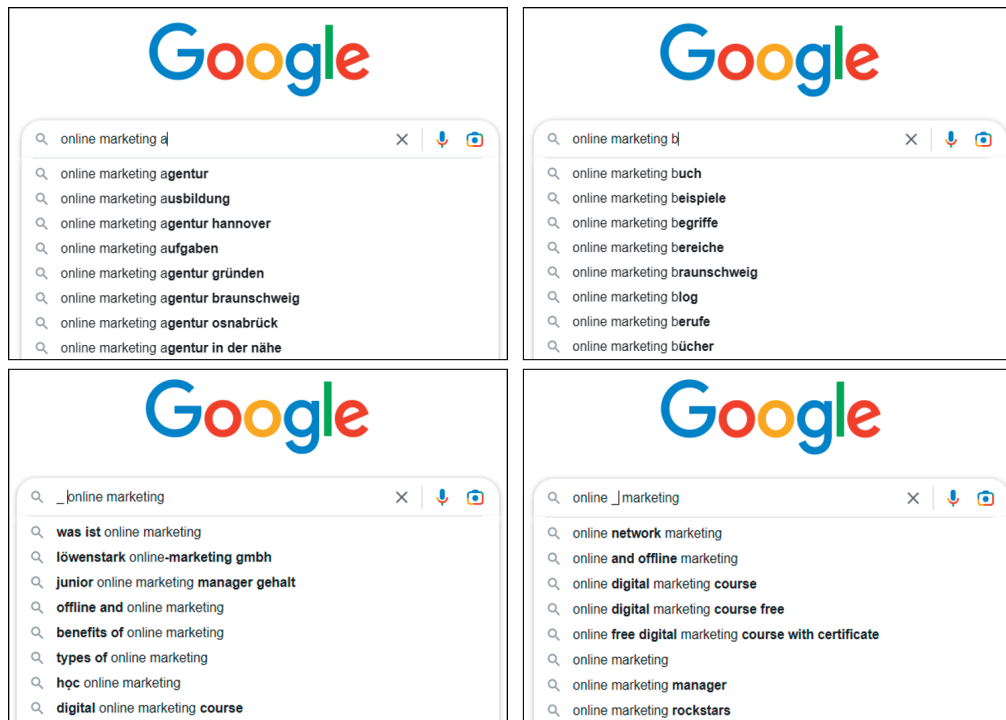 Google
online marketing a
online marketing agentur
online marketing ausbildung
online marketing agentur hannover
online marketing aufgaben
online marketing agentur gründen
online marketing agentur braunschweig
online marketing agentur osnabrück
online marketing agentur in der nähe
Google
online marketing b
online marketing buch
online marketing beispiele
online marketing begriffe
online marketing bereiche
online marketing braunschweig
online marketing blog
online marketing berufe
online marketing bücher
Google
_ online marketing
was ist online marketing
löwenstark online-marketing gmbh
junior online marketing manager gehalt
offline and online marketing
benefits of online marketing
types of online marketing
học online marketing
digital online marketing course
Google
online _ marketing
online network marketing
online and offline marketing
online digital marketing course
online digital marketing course free
online free digital marketing course with certificate
online marketing
online marketing manager
online marketing rockstars